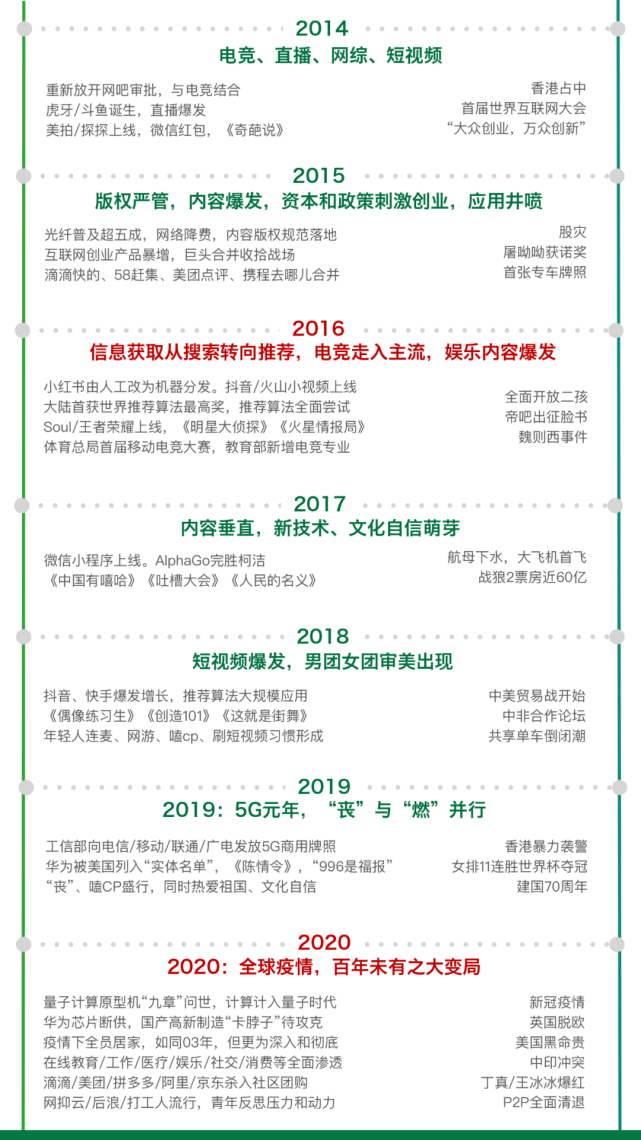 2014
电竞、直播、网综、短视频
重新放开网吧审批，与电竞结合
虎牙/斗鱼诞生，直播爆发
美拍/探探上线，微信红包，《奇葩说》
香港占中
首届世界互联网大会
“大众创业，万众创新”
2015
版权严管，内容爆发，资本和政策刺激创业，应用井喷
光纤普及超五成，网络降费，内容版权规范落地
互联网创业产品暴增，巨头合并收拾战场
滴滴快的、58赶集、美团点评、携程去哪儿合并
股灾
屠呦呦获诺奖
首张专车牌照
2016
信息获取从搜索转向推荐，电竞走入主流，娱乐内容爆发
小红书由人工改为机器分发。抖音/火山小视频上线
大陆首获世界推荐算法最高奖，推荐算法全面尝试
Soul/王者荣耀上线，《明星大侦探》《火星情报局》
体育总局首届移动电竞大赛，教育部新增电竞专业
全面开放二孩
帝吧出征脸书
魏则西事件
2017
内容垂直，新技术、文化自信萌芽
微信小程序上线。AlphaGo完胜柯洁
《中国有嘻哈》《吐槽大会》《人民的名义》
航母下水，大飞机首飞
战狼2票房近60亿
2018
短视频爆发，男团女团审美出现
抖音、快手爆发增长，推荐算法大规模应用
《偶像练习生》《创造101》《这就是街舞》
年轻人连麦、网游、嗑cp、刷短视频习惯形成
中美贸易战开始
中非合作论坛
共享单车倒闭潮
2019
2019：5G元年，“丧”与“燃”并行
工信部向电信/移动/联通/广电发放5G商用牌照
华为被美国列入“实体名单”，《陈情令》，“996是福报”
“丧”、嗑CP盛行，同时热爱祖国、文化自信
香港暴力袭警
女排11连胜世界杯夺冠
建国70周年
2020
2020：全球疫情，百年未有之大变局
量子计算原型机“九章”问世，计算计入量子时代
华为芯片断供，国产高新制造“卡脖子”待攻克
疫情下全员居家，如同03年，但更为深入和彻底
在线教育/工作/医疗/娱乐/社交/消费等全面渗透
滴滴/美团/拼多多/阿里/京东杀入社区团购
网抑云/后浪/打工人流行，青年反思压力和动力
新冠疫情
英国脱欧
美国黑命贵
中印冲突
丁真/王冰冰爆红
P2P全面清退